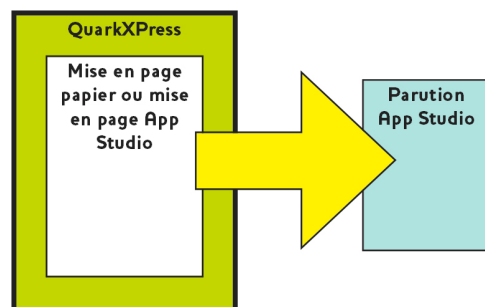 QuarkXPress
Mise en page
papier ou mise
en page App
Studio
Parution
App Studio